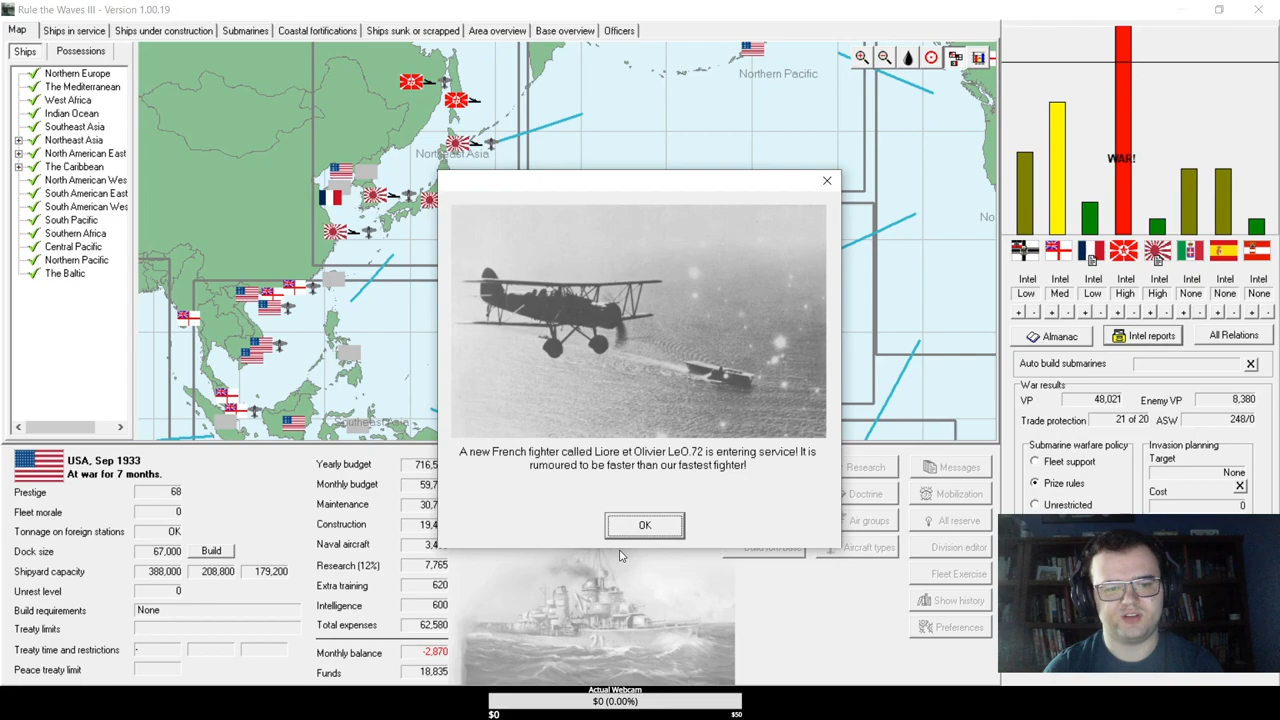 Rule the Waves III - Version 1.00.19
Map
Ships in service
Ships under construction
Submarines
Coastal fortifications
Ships sunk or scrapped
Area overview
Base overview
Officers
Ships
Possessions
Northern Europe
The Mediterranean
West Africa
Indian Ocean
Southeast Asia
Northeast Asia
North American East
The Caribbean
North American Wes
South American East
South American Wes
South Pacific
Southern Africa
Central Pacific
Northern Pacific
The Baltic
Northern Pacific
Northeast Asia
No
A new French fighter called Liore et Olivier LeO.72 is entering service! It is
rumoured to be faster than our fastest fighter!
OK
WAR!
Intel Intel Intel Intel Intel Intel Intel Intel
Low Med Low High High None None None
+ - + - + - + - + - + - + - + -
Almanac
Intel reports
All Relations
Auto build submarines
X
War results
VP 48,021 Enemy VP 8,380
Trade protection 21 of 20 ASW 248/0
Submarine warfare policy
Fleet support
Prize rules
Unrestricted
Invasion planning
Target
None
Cost
X
0
USA, Sep 1933
At war for 7 months.
Prestige 68
Fleet morale 0
Tonnage on foreign stations OK
Dock size 67,000 Build
Shipyard capacity 388,000 208,800 179,200
Unrest level 0
Build requirements None
Treaty limits
Treaty time and restrictions -
Peace treaty limit
Yearly budget 716,5
Monthly budget 59,7
Maintenance 30,7
Construction 19,4
Naval aircraft 3,4
Research (12%) 7,765
Extra training 620
Intelligence 600
Total expenses 62,580
Monthly balance -2,870
Funds 18,835
Research
Doctrine
Air groups
Aircraft types
Messages
Mobilization
All reserve
Division editor
Fleet Exercise
Show history
Preferences
Actual Webcam
$0 (0.00%)
$0
$50